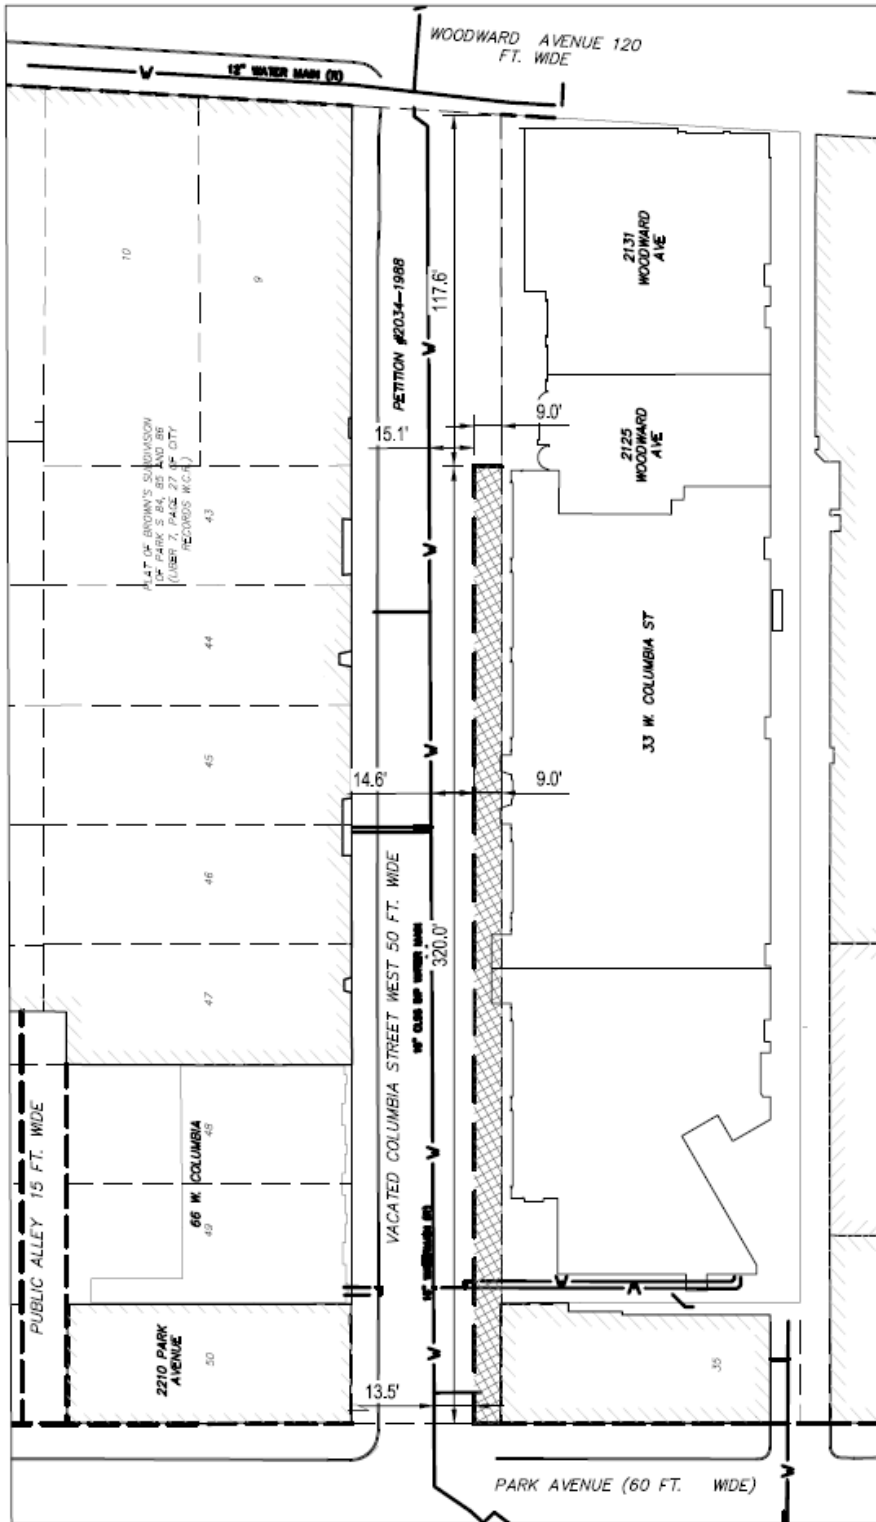 WOODWARD AVENUE 120
FT. WIDE
W
12" WATER MAIN (R)
10
9
PETITION #2034-1988
117.6'
2131
WOODWARD
AVE
W
9.0'
15.1'
2125
WOODWARD
AVE
PLAT OF BROWN'S SUBDIVISION
OF PARK S 84, 85 AND 86
(LIBER 7, PAGE 27 OF CITY
RECORDS W.C.R.)
43
W
44
33 W. COLUMBIA ST
45
W
14.6'
9.0'
46
VACATED COLUMBIA STREET WEST 50 FT. WIDE
320.0'
WATER MAIN
47
PUBLIC ALLEY 15 FT. WIDE
66 W. COLUMBIA
48
49
W
W
W
2210 PARK
AVENUE
50
W
35
13.5'
PARK AVENUE (60 FT. WIDE)
W